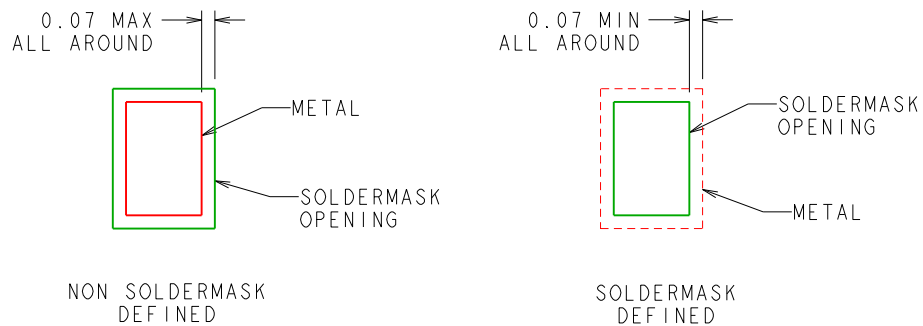 0.07 MAX
ALL AROUND
METAL
SOLDERMASK
OPENING
NON SOLDERMASK
DEFINED
0.07 MIN
ALL AROUND
SOLDERMASK
OPENING
METAL
SOLDERMASK
DEFINED